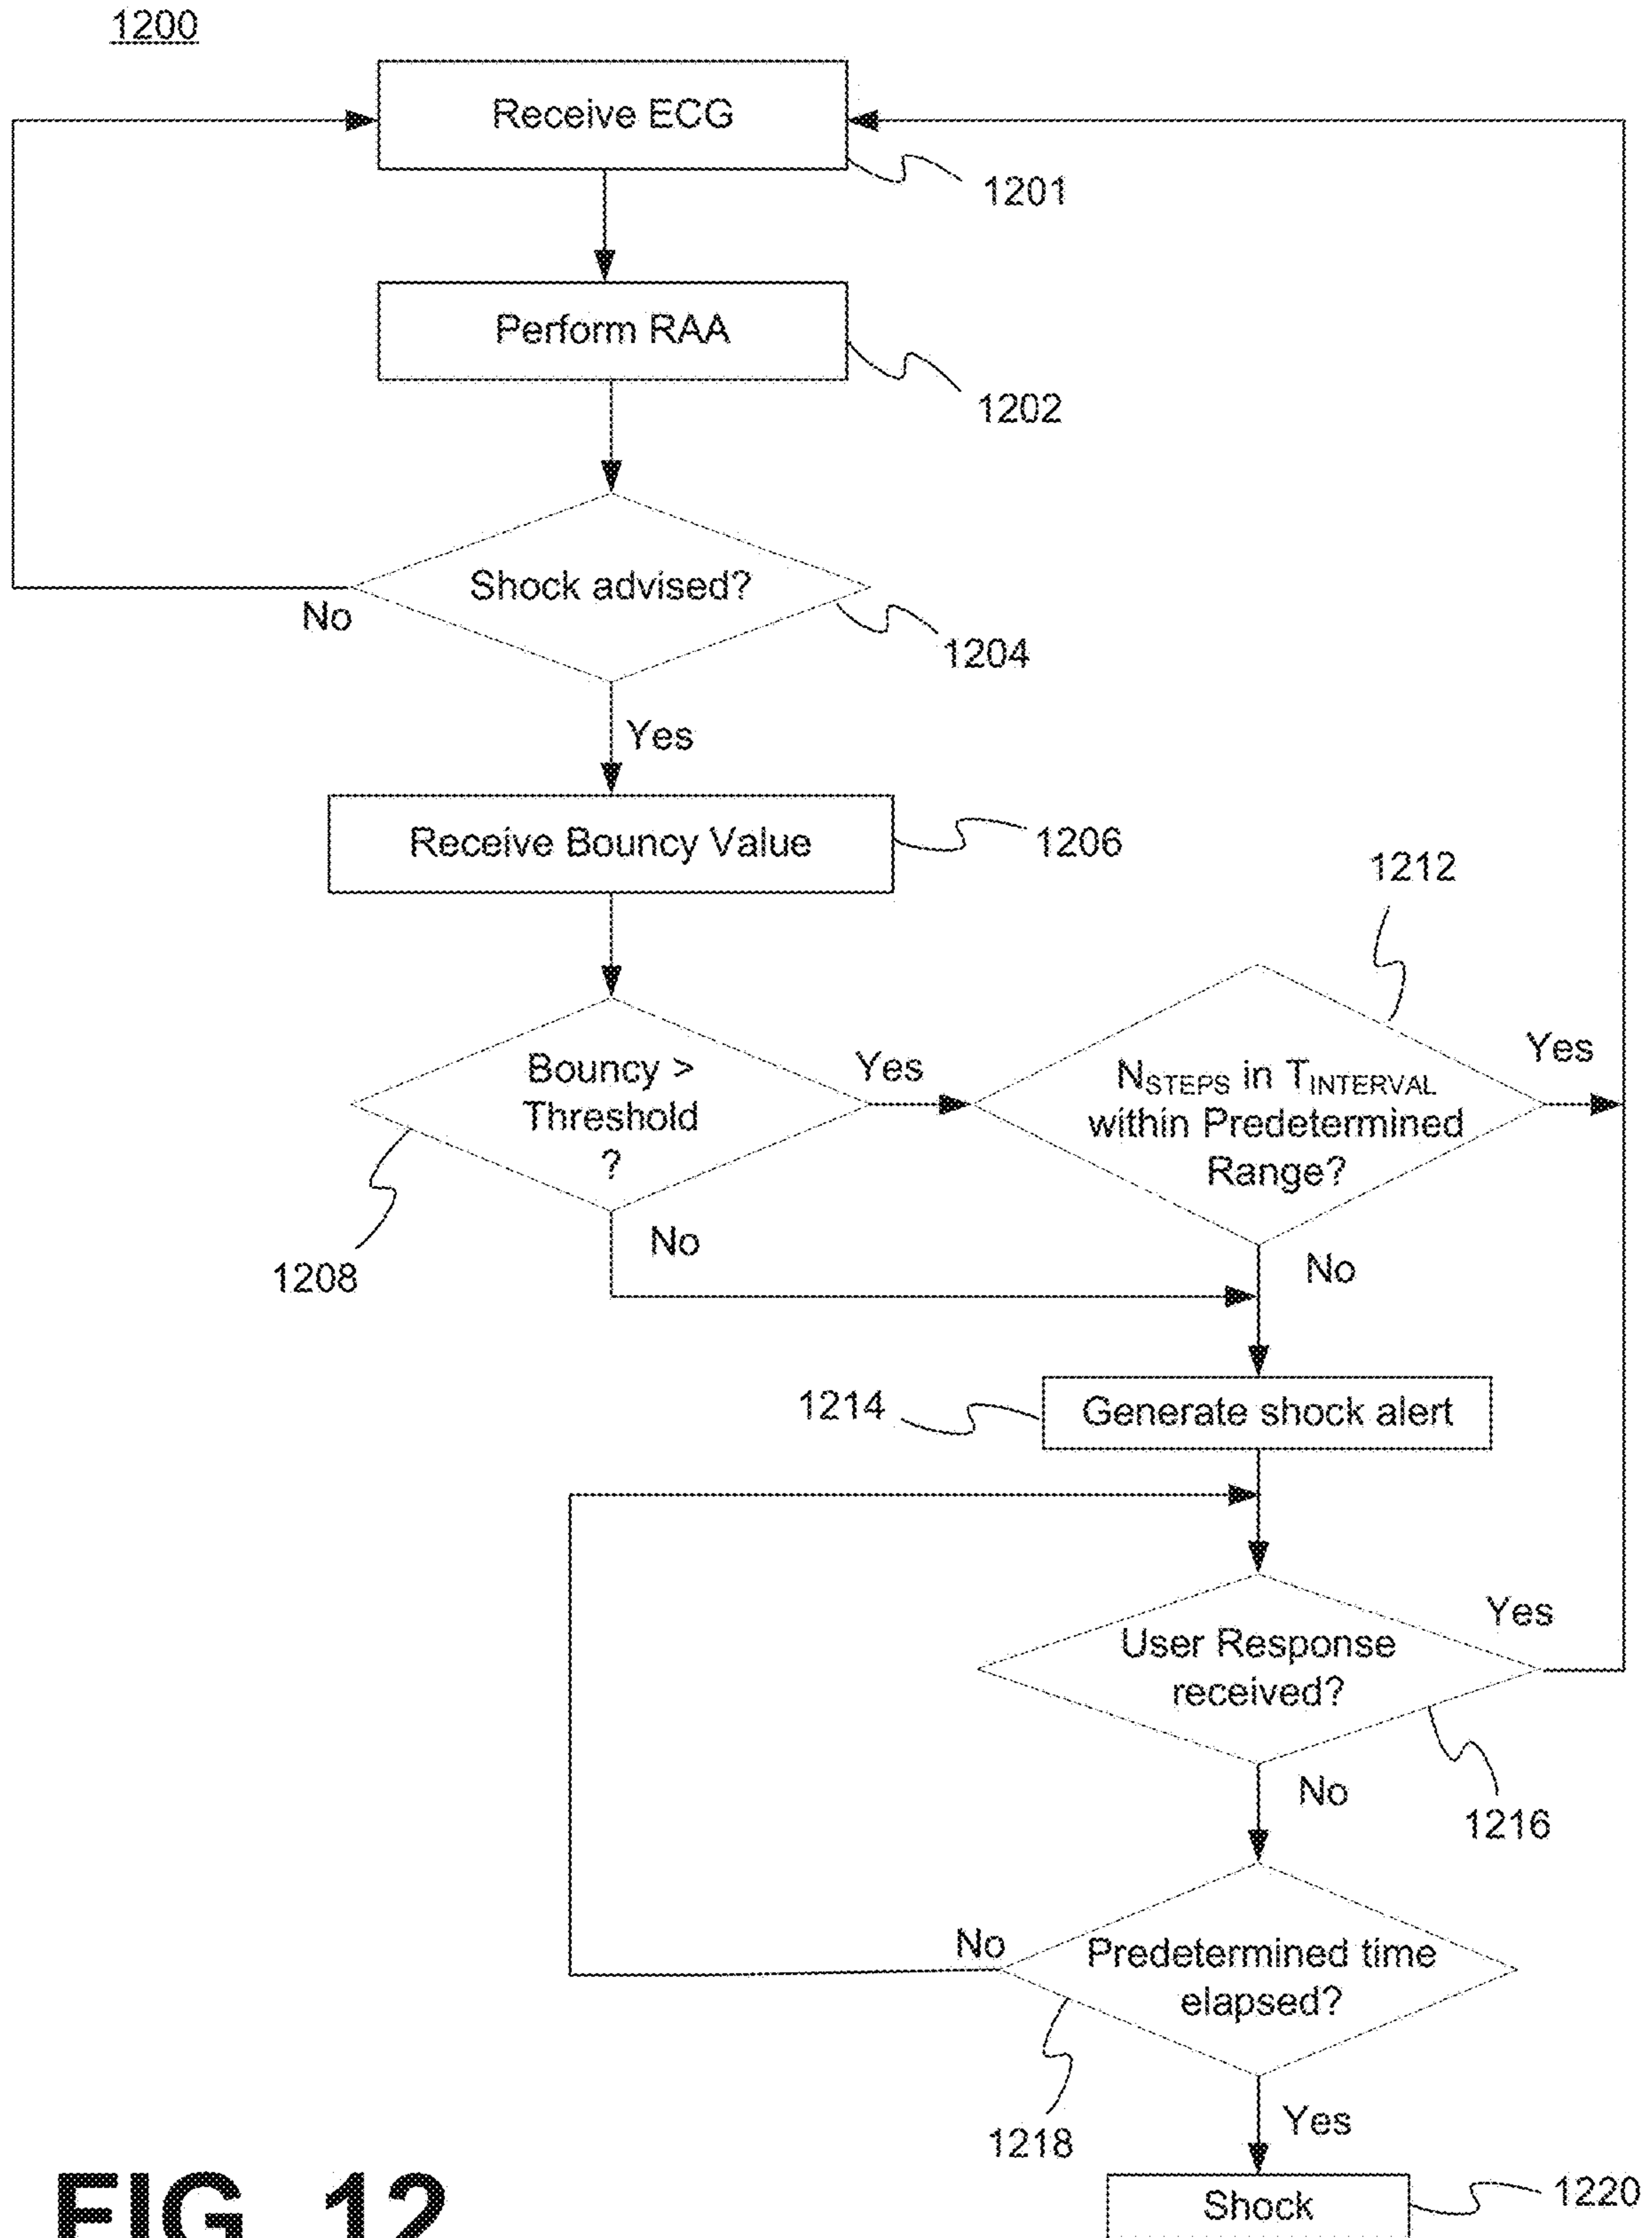 1200
Receive ECG
1201
Perform RAA
1202
Shock advised?
No
1204
Yes
Receive Bouncy Value
1206
1212
Bouncy >
Threshold
?
Yes
NSTEPS in TINTERVAL
within Predetermined
Range?
Yes
No
1208
No
1214
Generate shock alert
User Response
received?
Yes
No
1216
No
Predetermined time
elapsed?
1218
Yes
Shock
1220
FIG. 12